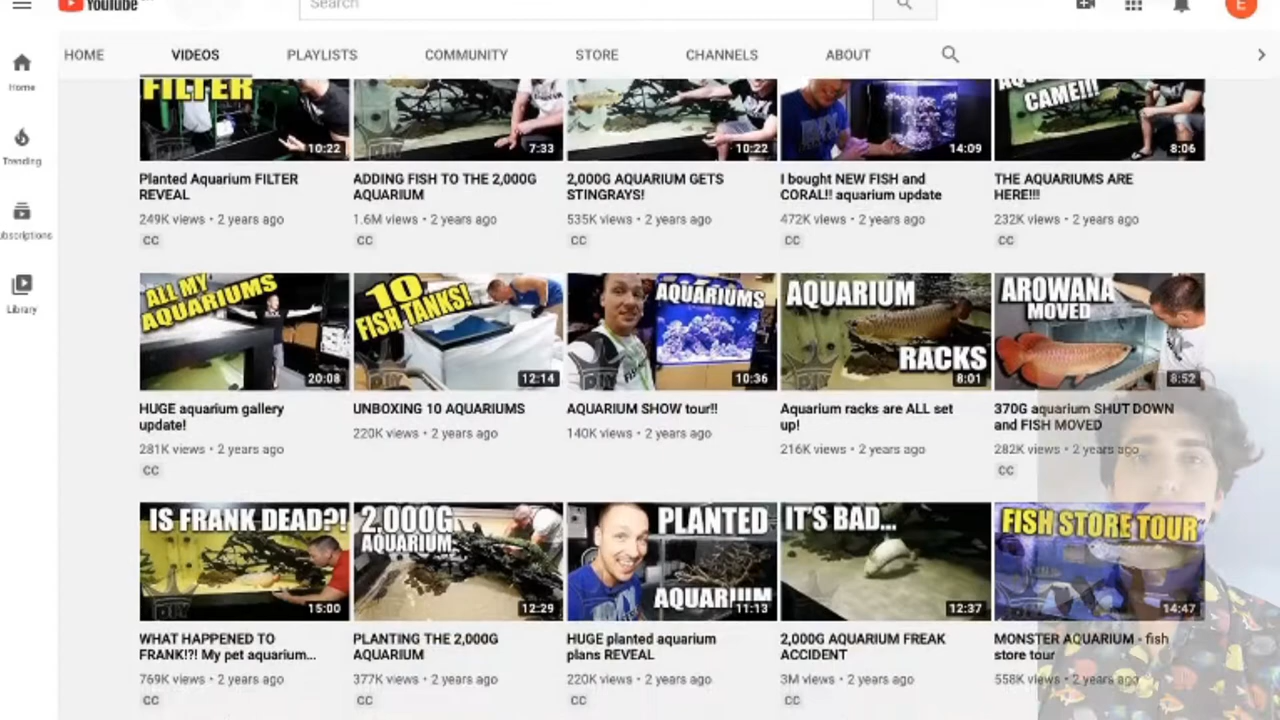 YouTube
Search
E
HOME
VIDEOS
PLAYLISTS
COMMUNITY
STORE
CHANNELS
ABOUT
Home
Trending
Library
FILTER
10:22
7:33
10:22
14:09
CAME!!!
8:06
Planted Aquarium FILTER
REVEAL
249K views • 2 years ago
CC
ADDING FISH TO THE 2,000G
AQUARIUM
1.6M views • 2 years ago
CC
2,000G AQUARIUM GETS
STINGRAYS!
535K views • 2 years ago
CC
I bought NEW FISH and
CORAL!! aquarium update
472K views • 2 years ago
CC
THE AQUARIUMS ARE
HERE!!!
232K views • 2 years ago
CC
ALL MY
AQUARIUMS
20:08
10
FISH TANKS!
DIY
12:14
AQUARIUMS
DIY
10:36
AQUARIUM
RACKS
8:01
AROWANA
MOVED
DIY
8:52
HUGE aquarium gallery
update!
281K views • 2 years ago
CC
UNBOXING 10 AQUARIUMS
220K views • 2 years ago
AQUARIUM SHOW tour!!
140K views • 2 years ago
Aquarium racks are ALL set
up!
216K views • 2 years ago
370G aquarium SHUT DOWN
and FISH MOVED
282K views • 2 years ago
CC
IS FRANK DEAD?!
DIY
15:00
2,000G
AQUARIUM
12:29
PLANTED
AQUARIUM
11:13
IT'S BAD...
DIY
12:37
FISH STORE TOUR
DIY
14:47
WHAT HAPPENED TO
FRANK!?! My pet aquarium...
769K views • 2 years ago
CC
PLANTING THE 2,000G
AQUARIUM
377K views • 2 years ago
CC
HUGE planted aquarium
plans REVEAL
220K views • 2 years ago
CC
2,000G AQUARIUM FREAK
ACCIDENT
3M views • 2 years ago
CC
MONSTER AQUARIUM - fish
store tour
558K views • 2 years ago